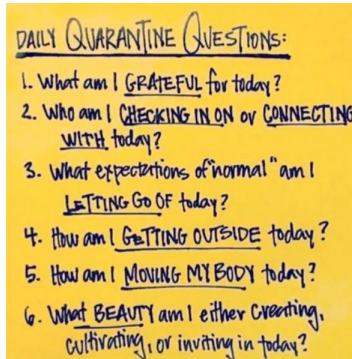 DAILY QUARANTINE QUESTIONS:
1. What am I GRATEFUL for today?
2. Who am I CHECKING IN ON or CONNECTING
WITH today?
3. What expectations of "normal" am I
LETTING GO OF today?
4. How am I GETTING OUTSIDE today?
5. How am I MOVING MY BODY today?
6. What BEAUTY am I either creating,
cultivating, or inviting in today?